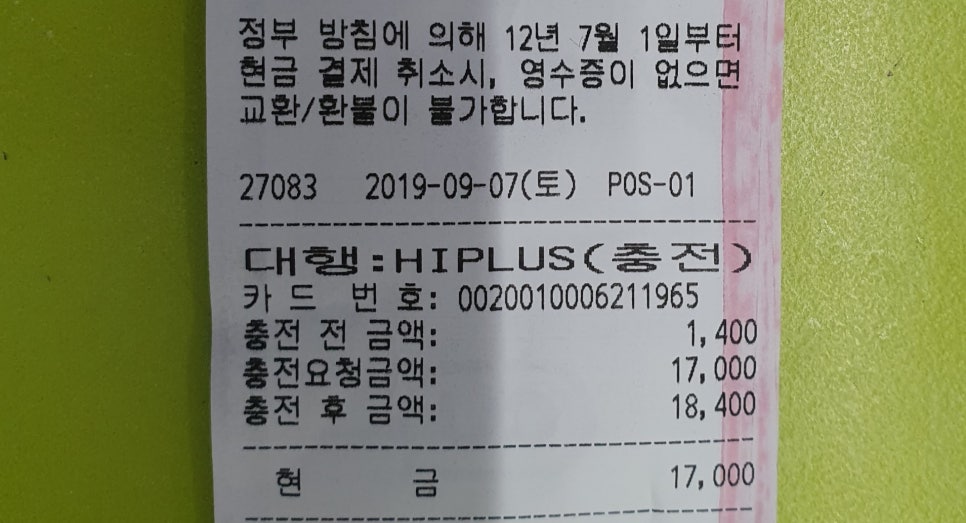 정부 방침에 의해 12년 7월 1일부터
현금 결제 취소시, 영수증이 없으면
교환/환불이 불가합니다.
27083 2019-09-07(토) POS-01
대행:HIPLUS(충전)
카 드 번 호: 0020010006211965
충전 전 금액: 1,400
충전요청금액: 17,000
충전 후 금액: 18,400
현 금 17,000